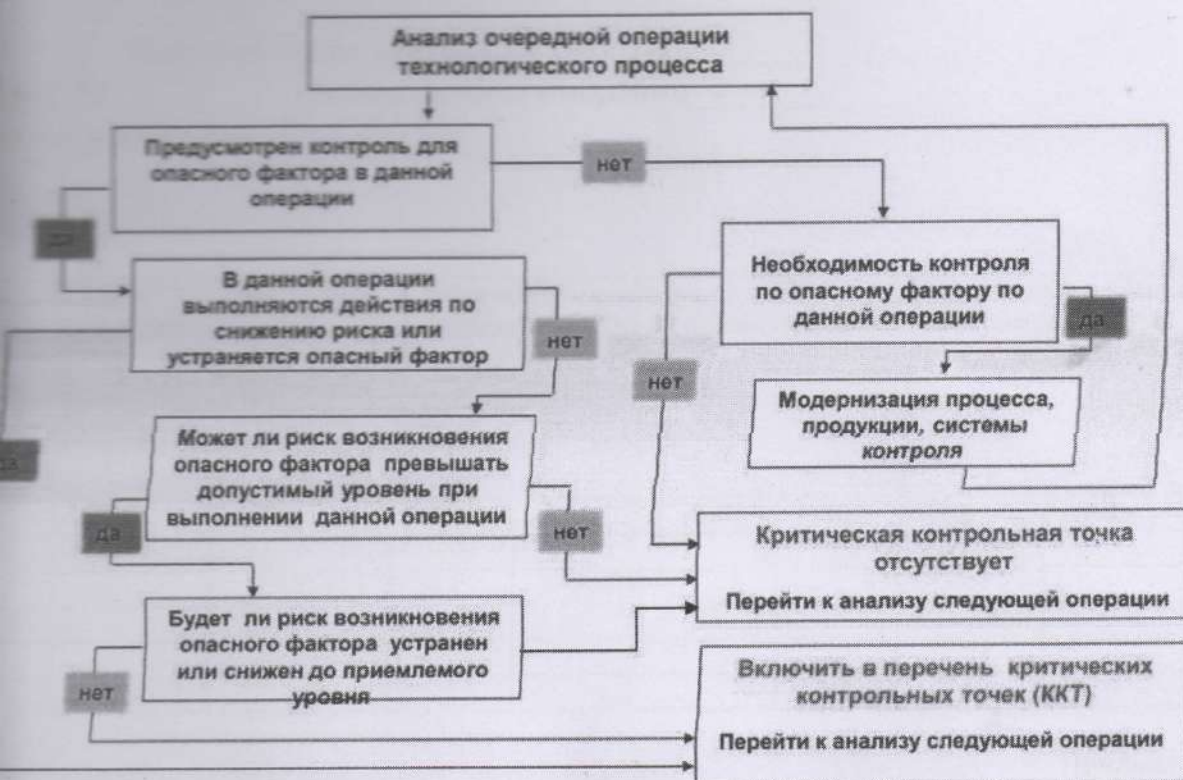 Анализ очередной операции
технологического процесса
Предусмотрен контроль для
опасного фактора в данной
операции
нет
да
В данной операции
выполняются действия по
снижению риска или
устраняется опасный фактор
нет
Необходимость контроля
по опасному фактору по
данной операции
да
нет
Модернизация процесса,
продукции, системы
контроля
Может ли риск возникновения
опасного фактора превышать
допустимый уровень при
выполнении данной операции
да
да
нет
Критическая контрольная точка
отсутствует
Перейти к анализу следующей операции
Будет ли риск возникновения
опасного фактора устранен
или снижен до приемлемого
уровня
нет
Включить в перечень критических
контрольных точек (ККТ)
Перейти к анализу следующей операции